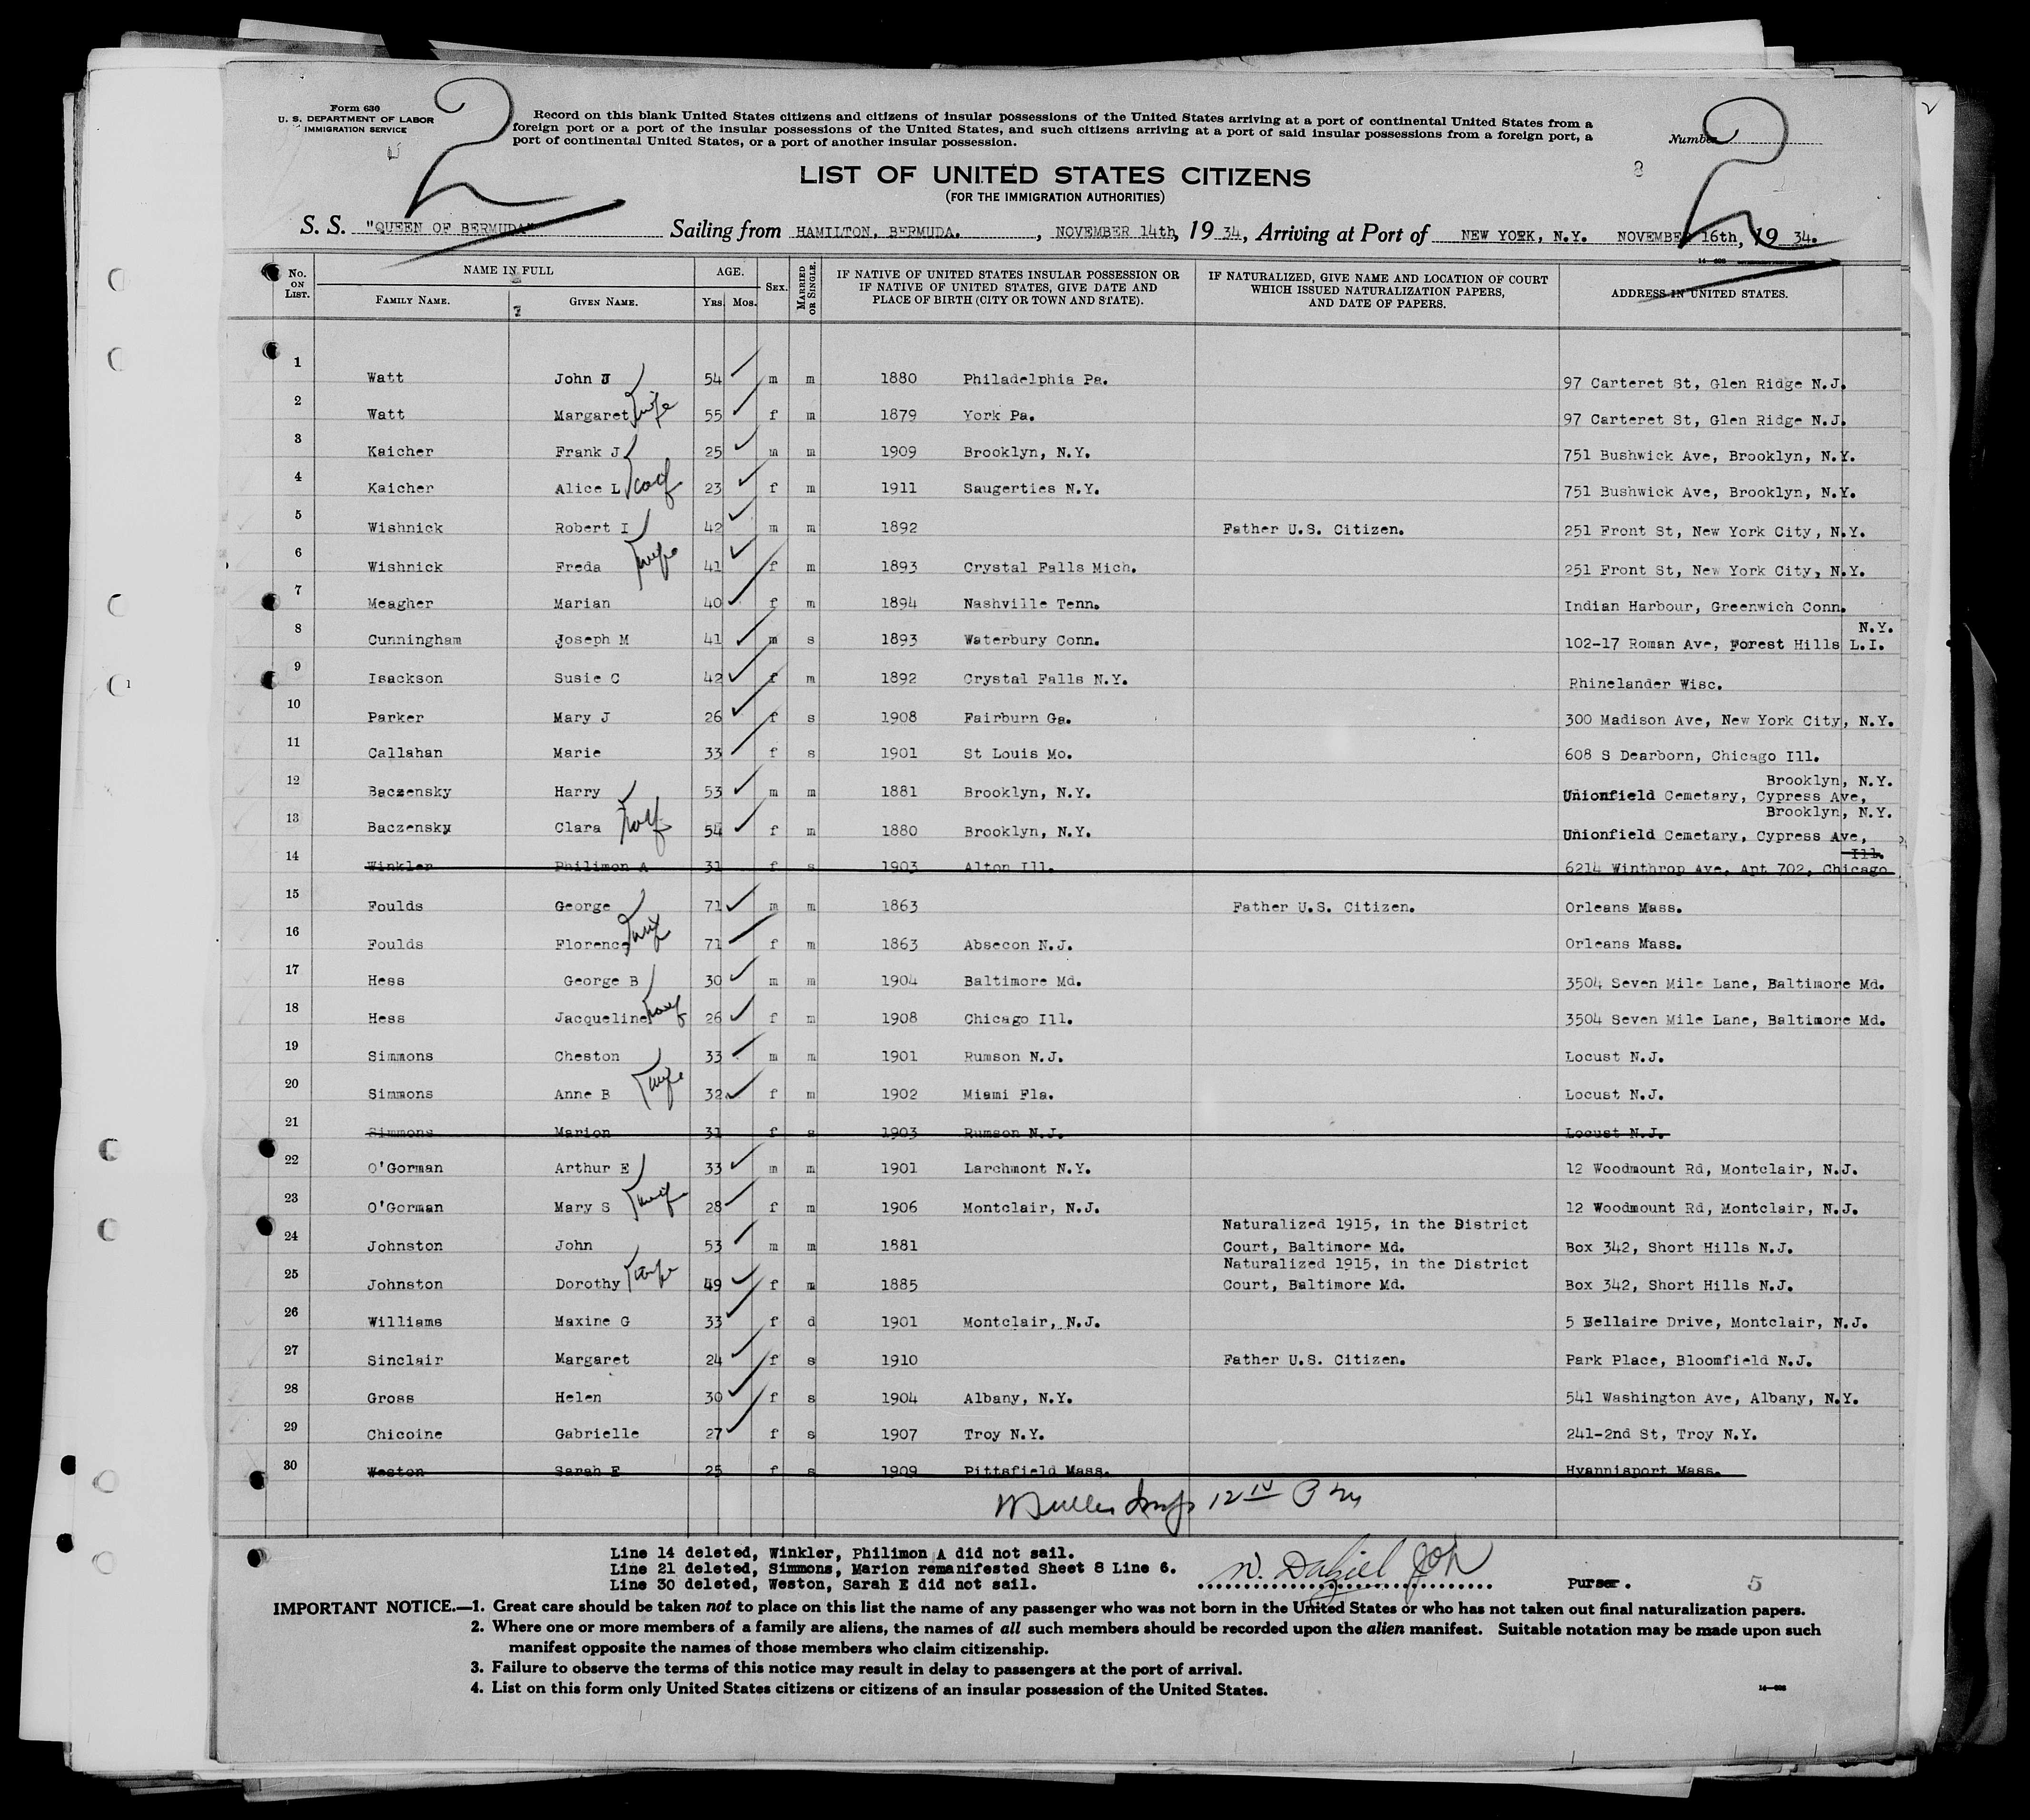 Form 630
U. S. DEPARTMENT OF LABOR
IMMIGRATION SERVICE
2
Record on this blank United States citizens and citizens of insular possessions of the United States arriving at a port of continental United States from a
foreign port or a port of the insular possessions of the United States, and such citizens arriving at a port of said insular possessions from a foreign port, a
port of continental United States, or a port of another insular possession.
Number
2
LIST OF UNITED STATES CITIZENS
(FOR THE IMMIGRATION AUTHORITIES)
S. S. "QUEEN OF BERMUDA" Sailing from HAMILTON, BERMUDA. , NOVEMBER 14th, 19 34, Arriving at Port of NEW YORK, N.Y. NOVEMBER 16th, 19 34.
No. ON LIST. NAME IN FULL FAMILY NAME. GIVEN NAME. AGE. Yrs. Mos. SEX. MARRIED OR SINGLE. IF NATIVE OF UNITED STATES INSULAR POSSESSION OR IF NATIVE OF UNITED STATES, GIVE DATE AND PLACE OF BIRTH (CITY OR TOWN AND STATE). IF NATURALIZED, GIVE NAME AND LOCATION OF COURT WHICH ISSUED NATURALIZATION PAPERS, AND DATE OF PAPERS. ADDRESS IN UNITED STATES.
1 Watt John J 54 m m 1880 Philadelphia Pa. 97 Carteret St, Glen Ridge N.J.
2 Watt Margaret wife 55 f m 1879 York Pa. 97 Carteret St, Glen Ridge N.J.
3 Kaicher Frank J 25 m m 1909 Brooklyn, N.Y. 751 Bushwick Ave, Brooklyn, N.Y.
4 Kaicher Alice L wife 23 f m 1911 Saugerties N.Y. 751 Bushwick Ave, Brooklyn, N.Y.
5 Wishnick Robert I 42 m m 1892 Father U.S. Citizen. 251 Front St, New York City, N.Y.
6 Wishnick Freda wife 41 f m 1893 Crystal Falls Mich. 251 Front St, New York City, N.Y.
7 Meagher Marian 40 f m 1894 Nashville Tenn. Indian Harbour, Greenwich Conn.
8 Cunningham Joseph M 41 m s 1893 Waterbury Conn. 102-17 Roman Ave, Forest Hills L.I. N.Y.
9 Isackson Susie C 42 f m 1892 Crystal Falls N.Y. Rhinelander Wisc.
10 Parker Mary J 26 f s 1908 Fairburn Ga. 300 Madison Ave, New York City, N.Y.
11 Callahan Marie 33 f s 1901 St Louis Mo. 608 S Dearborn, Chicago Ill.
12 Baczensky Harry 53 m m 1881 Brooklyn, N.Y. Unionfield Cemetary, Cypress Ave, Brooklyn, N.Y.
13 Baczensky Clara wife 54 f m 1880 Brooklyn, N.Y. Unionfield Cemetary, Cypress Ave, Brooklyn, N.Y.
14 Winkler Philimon A 31 f s 1903 Alton Ill. 6214 Winthrop Ave, Apt 702, Chicago Ill.
15 Foulds George 71 m m 1863 Father U.S. Citizen. Orleans Mass.
16 Foulds Florence wife 71 f m 1863 Absecon N.J. Orleans Mass.
17 Hess George B 30 m m 1904 Baltimore Md. 3504 Seven Mile Lane, Baltimore Md.
18 Hess Jacqueline wife 26 f m 1908 Chicago Ill. 3504 Seven Mile Lane, Baltimore Md.
19 Simmons Cheston 33 m m 1901 Rumson N.J. Locust N.J.
20 Simmons Anne B wife 32 f m 1902 Miami Fla. Locust N.J.
21 Simmons Marion 31 f s 1903 Rumson N.J. Locust N.J.
22 O'Gorman Arthur E 33 m m 1901 Larchmont N.Y. 12 Woodmount Rd, Montclair, N.J.
23 O'Gorman Mary S wife 28 f m 1906 Montclair, N.J. 12 Woodmount Rd, Montclair, N.J.
24 Johnston John 53 m m 1881 Naturalized 1915, in the District Court, Baltimore Md. Box 342, Short Hills N.J.
25 Johnston Dorothy wife 49 f m 1885 Naturalized 1915, in the District Court, Baltimore Md. Box 342, Short Hills N.J.
26 Williams Maxine G 33 f d 1901 Montclair, N.J. 5 Bellaire Drive, Montclair, N.J.
27 Sinclair Margaret 24 f s 1910 Father U.S. Citizen. Park Place, Bloomfield N.J.
28 Gross Helen 30 f s 1904 Albany, N.Y. 541 Washington Ave, Albany, N.Y.
29 Chicoine Gabrielle 27 f s 1907 Troy N.Y. 241-2nd St, Troy N.Y.
30 Weston Sarah E 25 f s 1909 Pittsfield Mass. Hyannisport Mass.
Line 14 deleted, Winkler, Philimon A did not sail.
Line 21 deleted, Simmons, Marion remanifested Sheet 8 Line 6.
Line 30 deleted, Weston, Sarah E did not sail.
Purser.
5
IMPORTANT NOTICE.—1. Great care should be taken not to place on this list the name of any passenger who was not born in the United States or who has not taken out final naturalization papers.
2. Where one or more members of a family are aliens, the names of all such members should be recorded upon the alien manifest. Suitable notation may be made upon such
manifest opposite the names of those members who claim citizenship.
3. Failure to observe the terms of this notice may result in delay to passengers at the port of arrival.
4. List on this form only United States citizens or citizens of an insular possession of the United States.